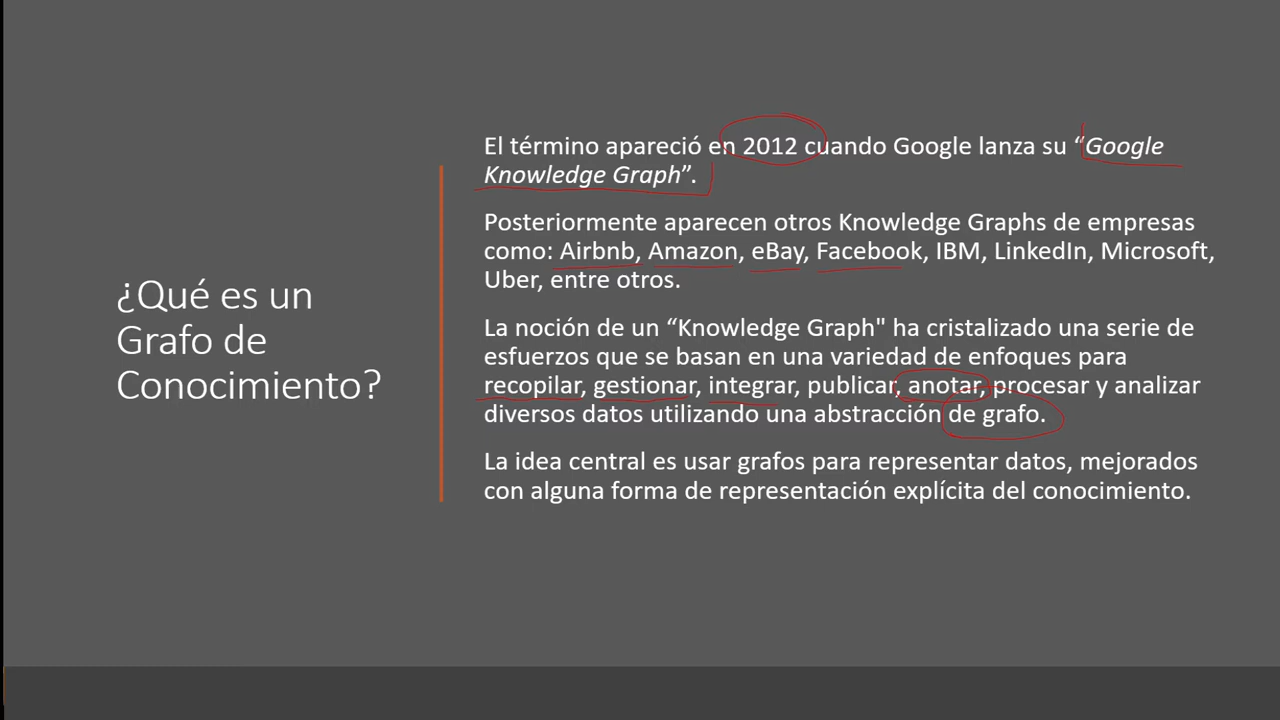 ¿Qué es un
Grafo de
Conocimiento?
El término apareció en 2012 cuando Google lanza su “Google
Knowledge Graph”.
Posteriormente aparecen otros Knowledge Graphs de empresas
como: Airbnb, Amazon, eBay, Facebook, IBM, LinkedIn, Microsoft,
Uber, entre otros.
La noción de un “Knowledge Graph" ha cristalizado una serie de
esfuerzos que se basan en una variedad de enfoques para
recopilar, gestionar, integrar, publicar, anotar, procesar y analizar
diversos datos utilizando una abstracción de grafo.
La idea central es usar grafos para representar datos, mejorados
con alguna forma de representación explícita del conocimiento.